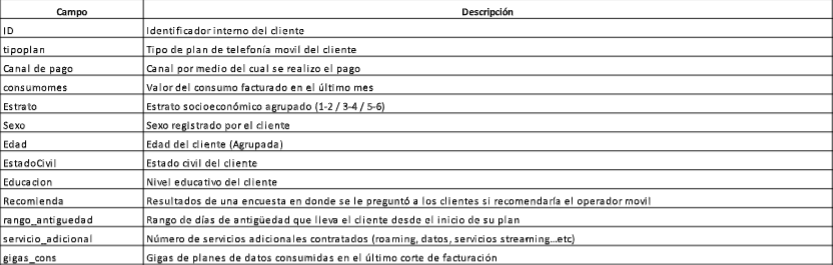 Campo Descripción
ID Identificador interno del cliente
tipoplan Tipo de plan de telefonía movil del cliente
Canal de pago Canal por medio del cual se realizo el pago
consumomes Valor del consumo facturado en el último mes
Estrato Estrato socioeconómico agrupado (1-2 / 3-4 / 5-6)
Sexo Sexo registrado por el cliente
Edad Edad del cliente (Agrupada)
EstadoCivil Estado civil del cliente
Educacion Nivel educativo del cliente
Recomienda Resultados de una encuesta en donde se le preguntó a los clientes si recomendaría el operador movil
rango_antiguedad Rango de días de antigüedad que lleva el cliente desde el inicio de su plan
servicio_adicional Número de servicios adicionales contratados (roaming, datos, servicios streaming...etc)
gigas_cons Gigas de planes de datos consumidas en el último corte de facturación